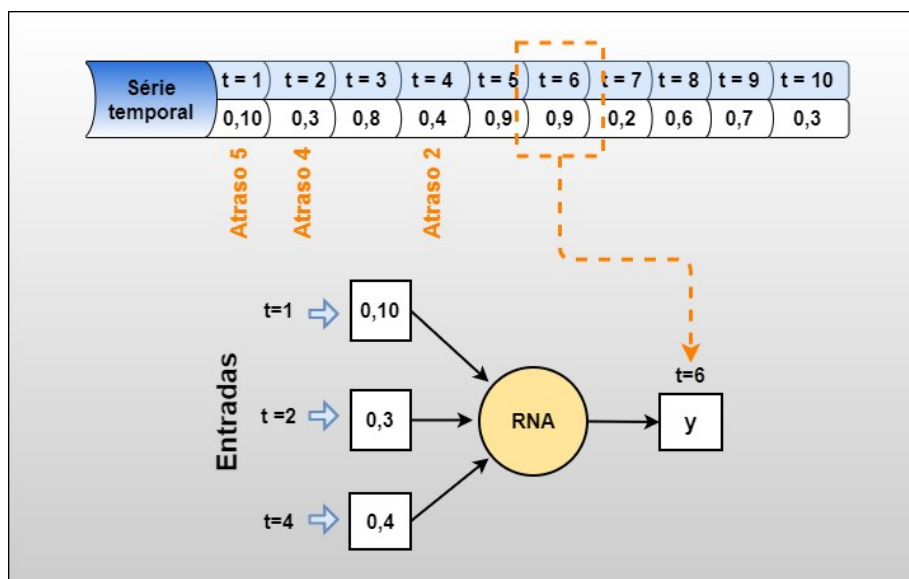 Série temporal
t = 1 t = 2 t = 3 t = 4 t = 5 t = 6 t = 7 t = 8 t = 9 t = 10
0,10 0,3 0,8 0,4 0,9 0,9 0,2 0,6 0,7 0,3
Atraso 5
Atraso 4
Atraso 2
Entradas
t=1 0,10
t =2 0,3
t=4 0,4
RNA
t=6
y